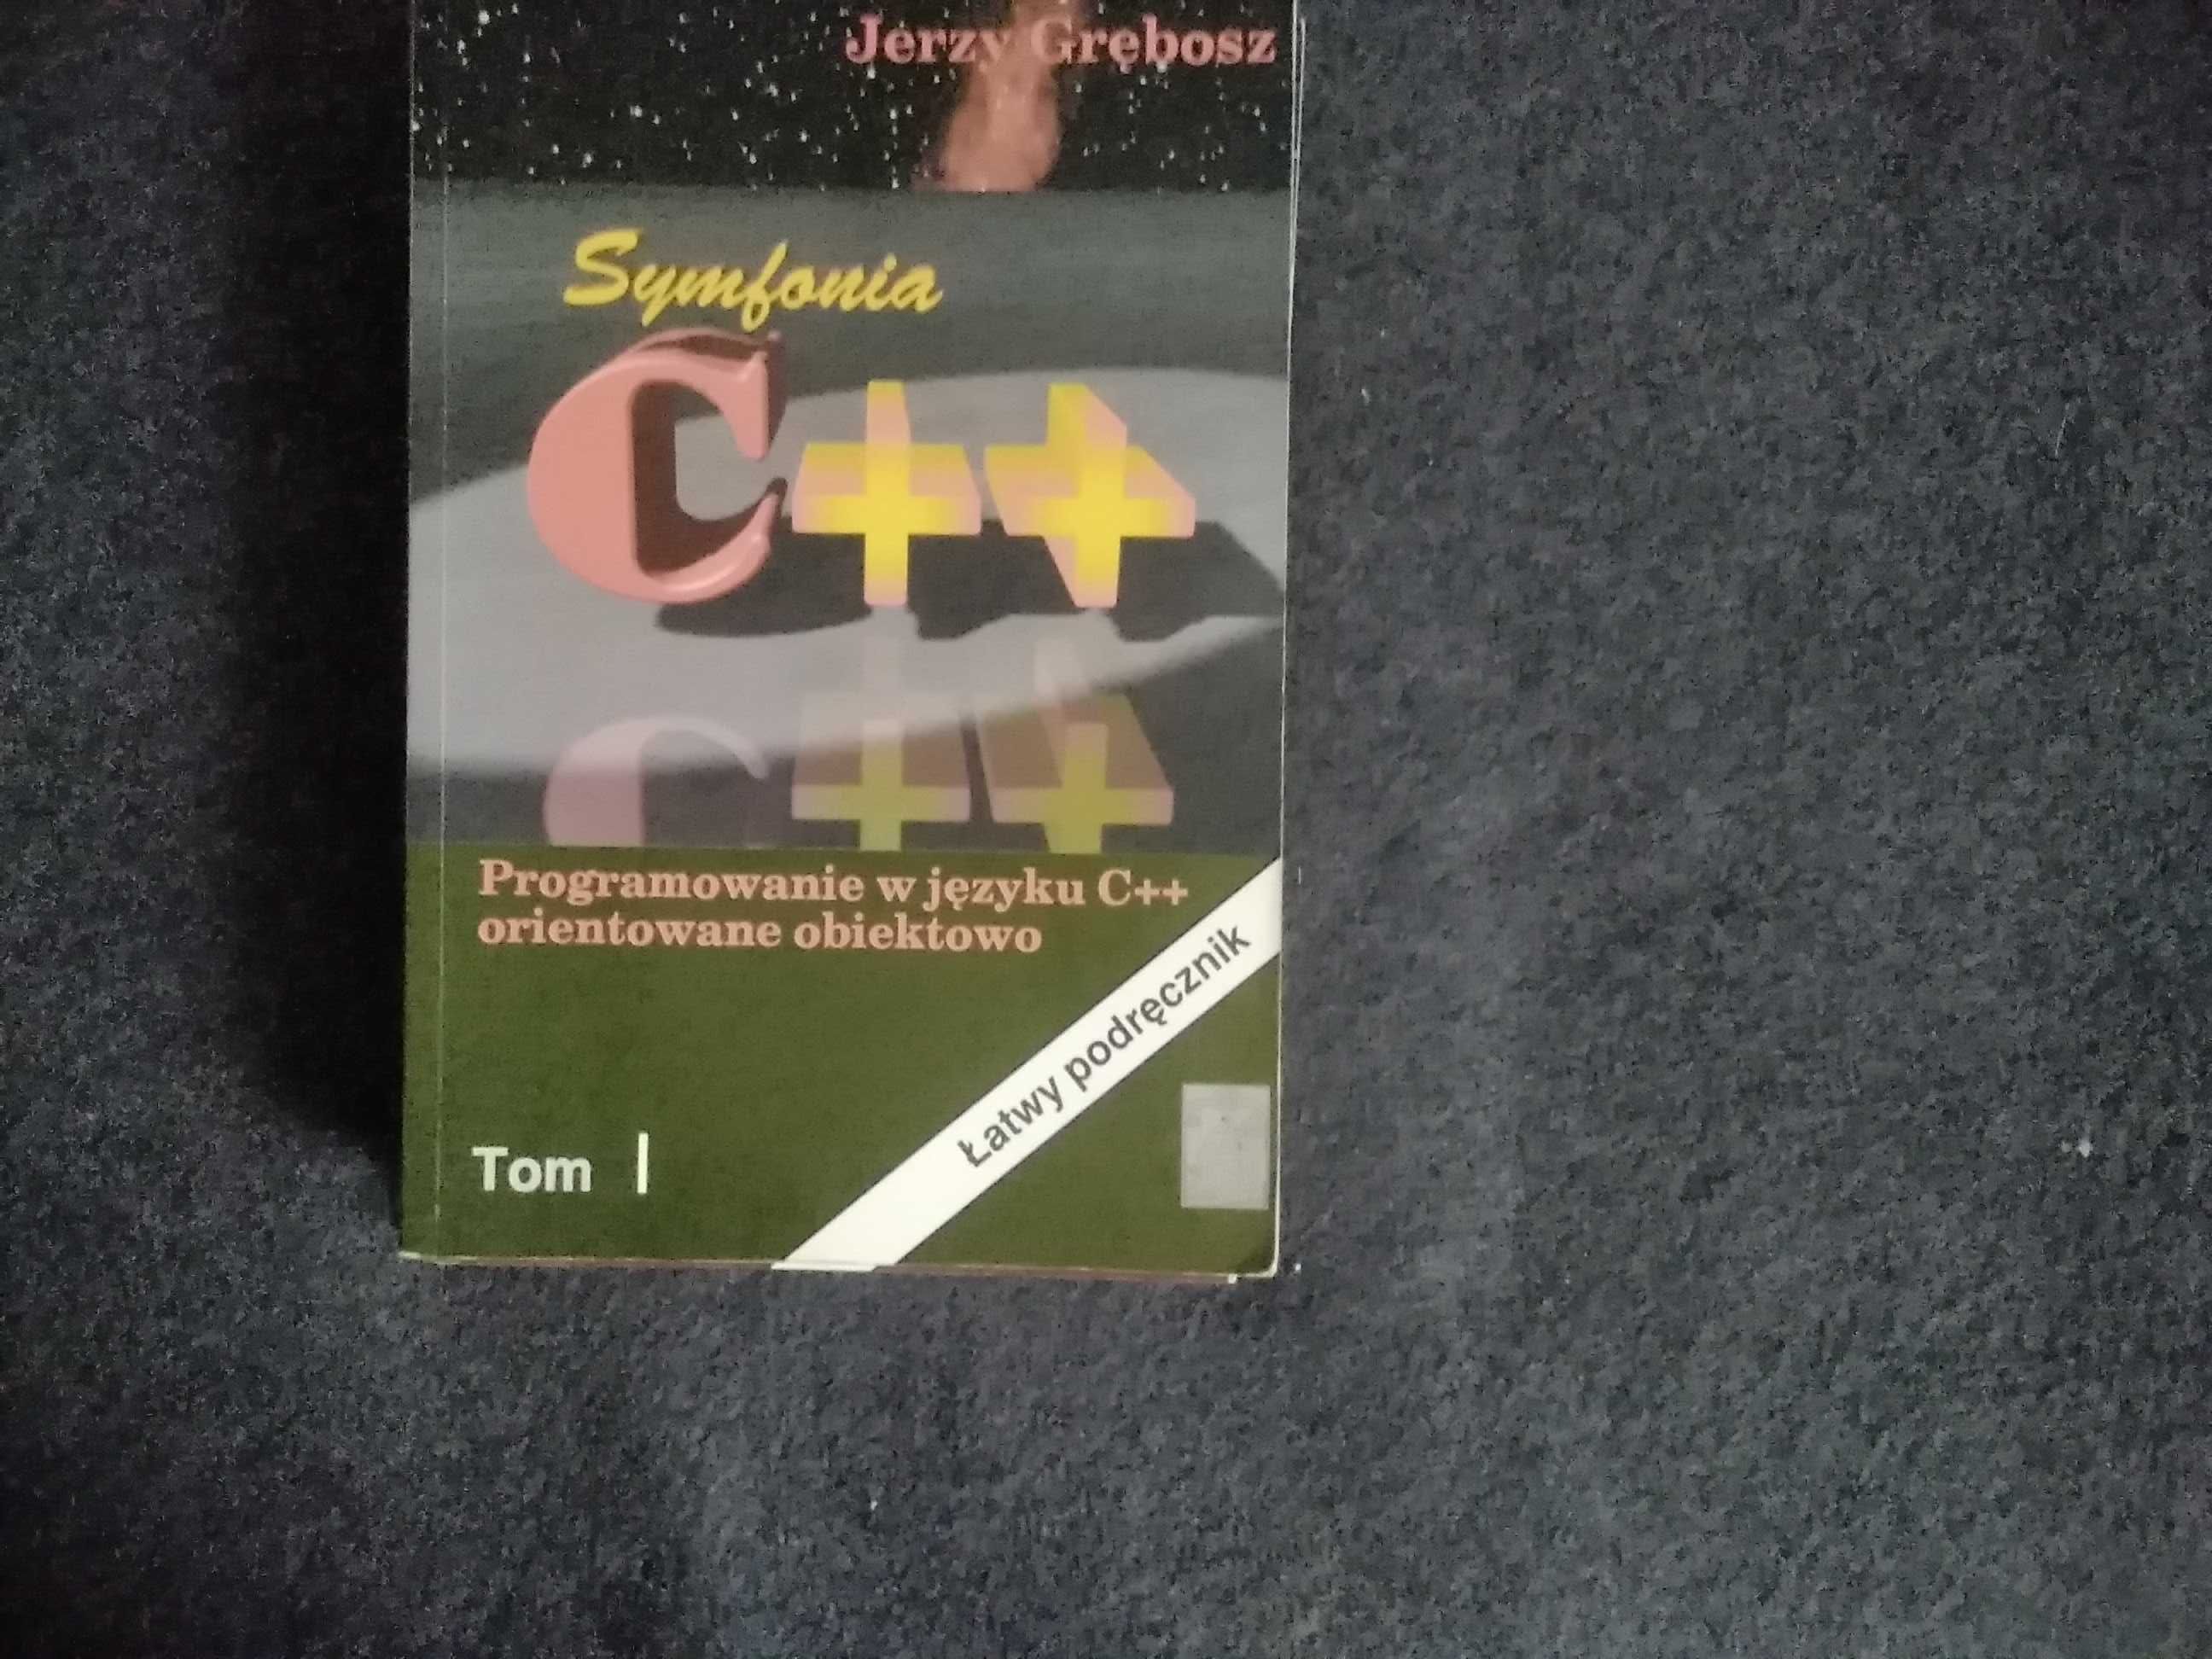 Jerzy Grębosz
Symfonia
C++
Programowanie w języku C++
orientowane obiektowo
Łatwy podręcznik
Tom I